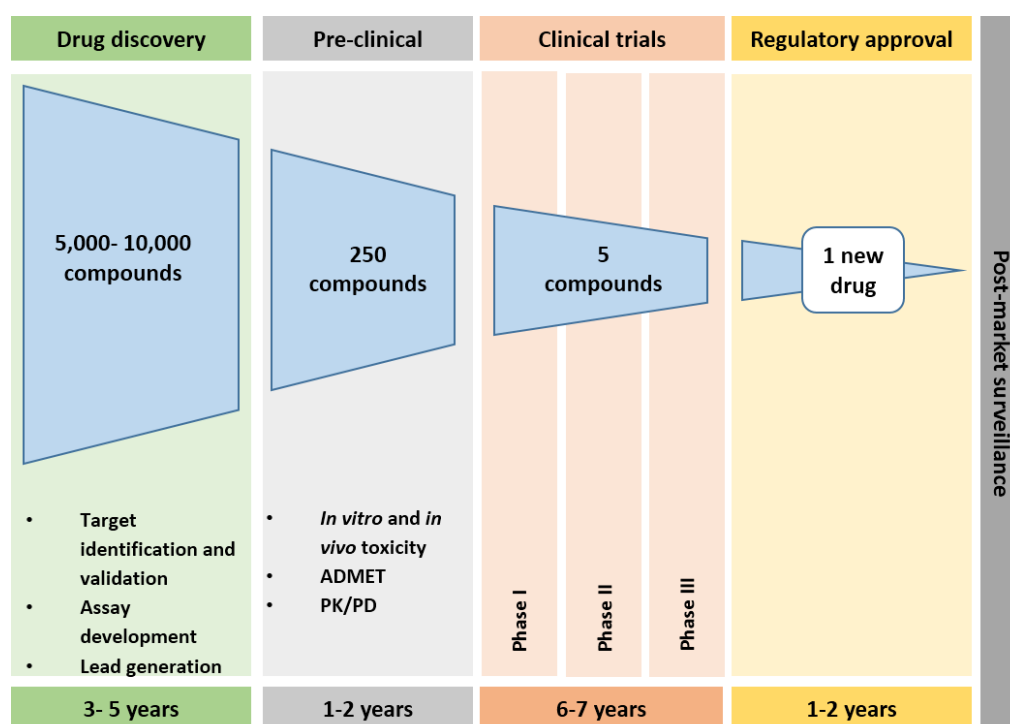 Drug discovery
Pre-clinical
Clinical trials
Regulatory approval
5,000- 10,000
compounds
250
compounds
5
compounds
1 new
drug
Post-market surveillance
• Target
identification and
validation
• Assay
development
• Lead generation
• In vitro and in
vivo toxicity
• ADMET
• PK/PD
Phase I
Phase II
Phase III
3- 5 years
1-2 years
6-7 years
1-2 years